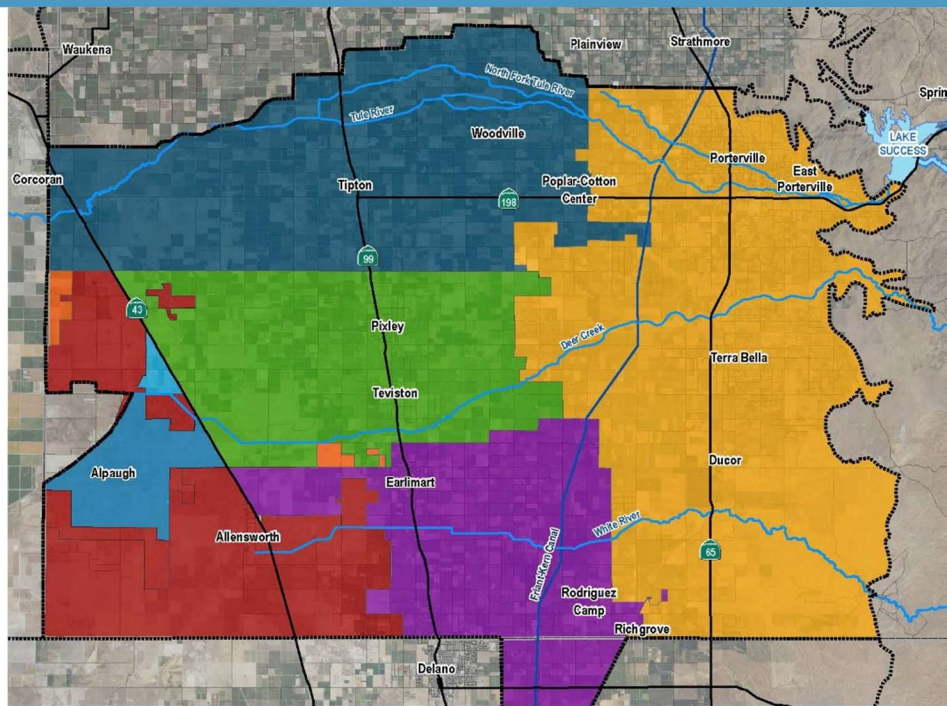 Waukena
Plainview
Strathmore
North Fork Tule River
Sprin
Tule River
Woodville
LAKE
SUCCESS
Porterville
East
Porterville
Corcoran
Tipton
Poplar-Cotton
Center
198
99
43
Pixley
Deer Creek
Terra Bella
Teviston
Alpaugh
Earlimart
Ducor
Allensworth
White River
65
Friant-Kern Canal
Rodriguez
Camp
Richgrove
Delano